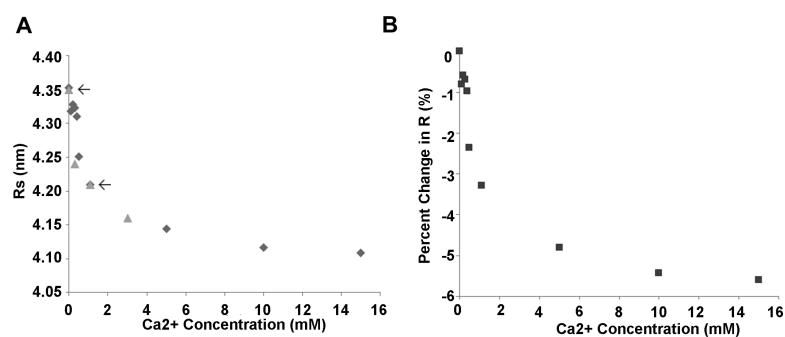 A
4.40
4.35
4.30
4.25
4.20
4.15
4.10
4.05
Rs (nm)
0 2 4 6 8 10 12 14 16
Ca2+ Concentration (mM)
B
0
-1
-2
-3
-4
-5
-6
Percent Change in R (%)
0 2 4 6 8 10 12 14 16
Ca2+ Concentration (mM)